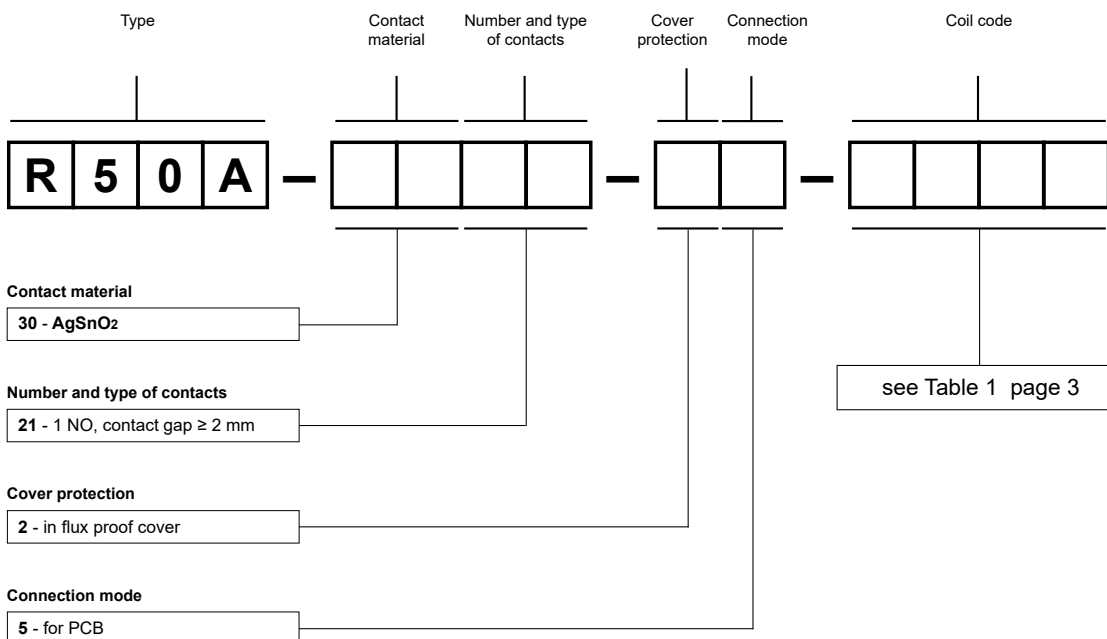 Type
Contact
material
Number and type
of contacts
Cover
protection
Connection
mode
Coil code
R 5 0 A – – –
Contact material
30 - AgSnO2
Number and type of contacts
21 - 1 NO, contact gap ≥ 2 mm
see Table 1 page 3
Cover protection
2 - in flux proof cover
Connection mode
5 - for PCB